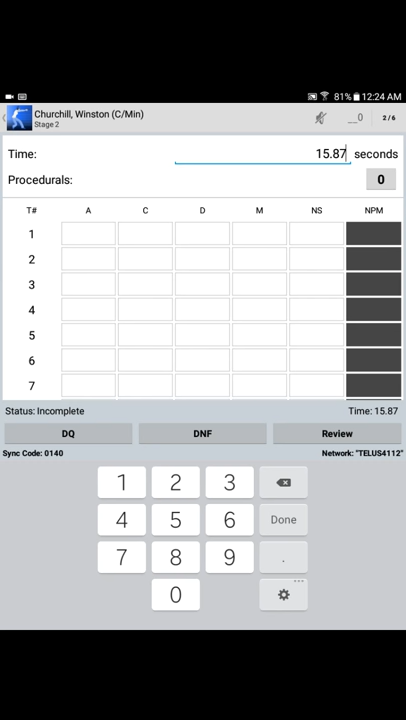 81% 12:24 AM
Churchill, Winston (C/Min)
Stage 2
__0
2/6
Time: 15.87 seconds
Procedurals: 0
T# A C D M NS NPM
1
2
3
4
5
6
7
Status: Incomplete Time: 15.87
DQ DNF Review
Sync Code: 0140 Network: "TELUS4112"
1 2 3
4 5 6 Done
7 8 9 .
0 ...